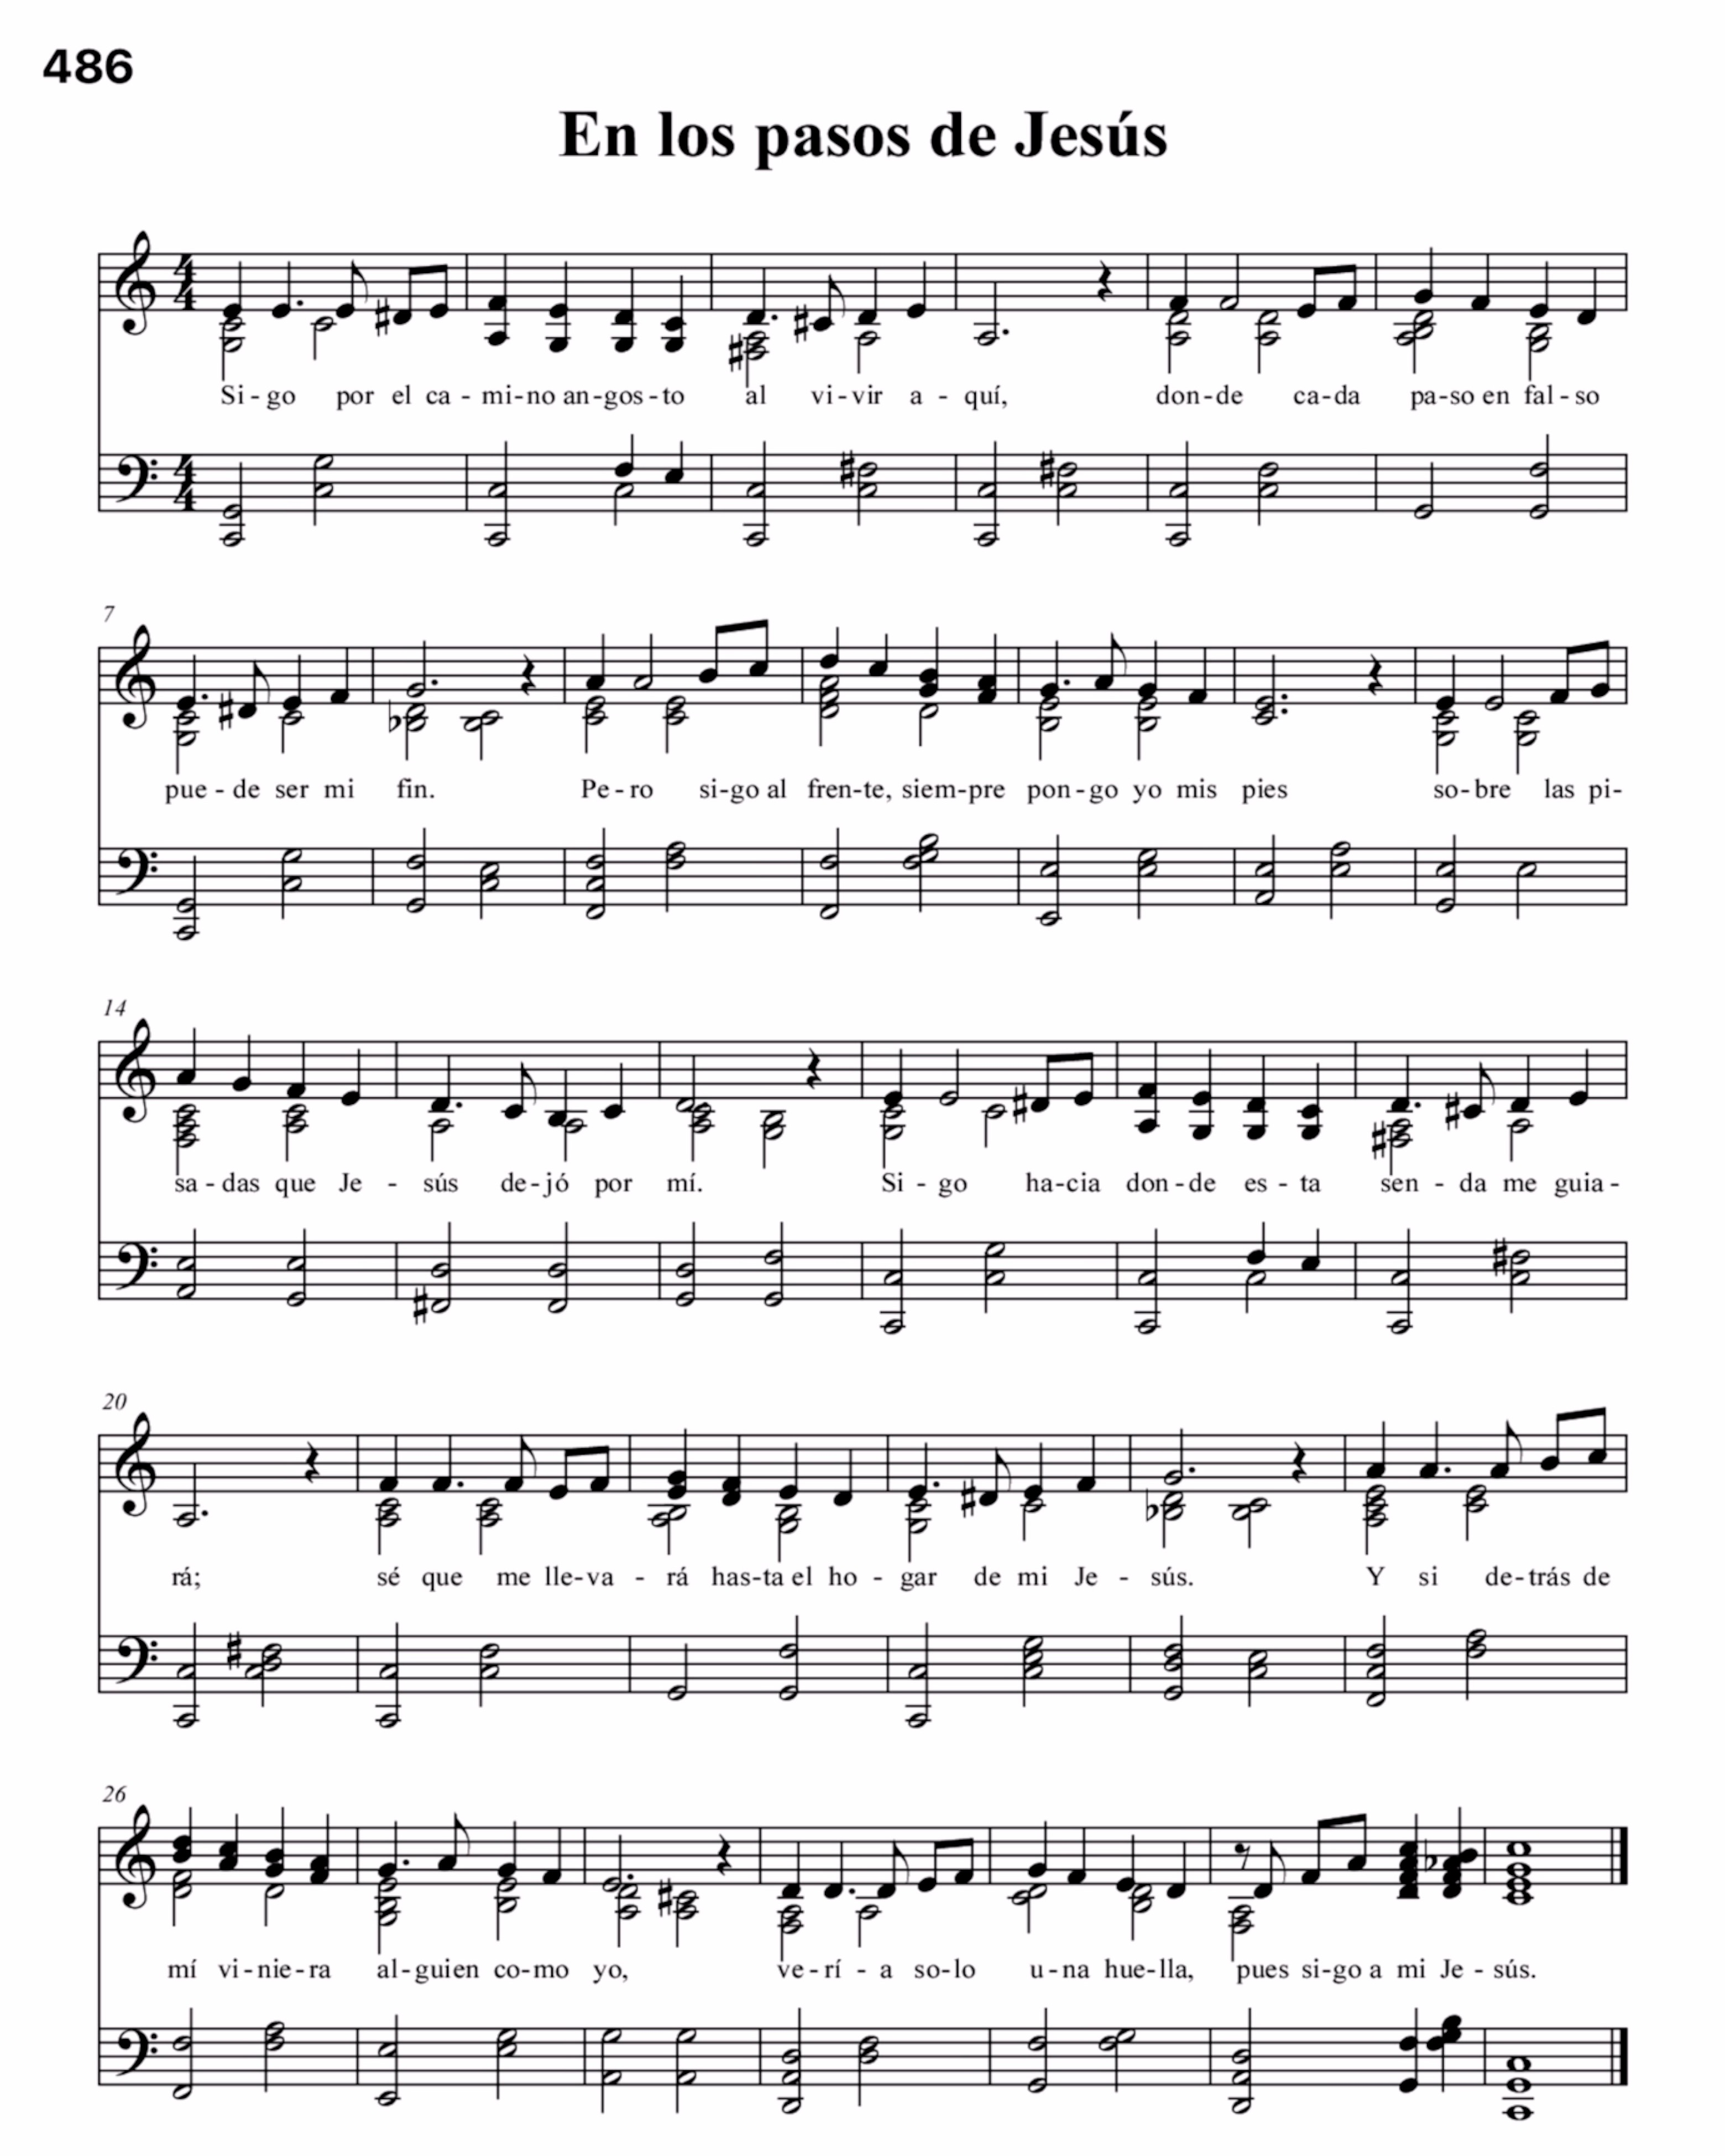 486
En los pasos de Jesús
4 4
Si - go por el ca - mi - no an - gos - to al vi - vir a - quí, don - de ca - da pa - so en fal - so
4 4
7
pue - de ser mi fin. Pe - ro si - go al fren - te, siem - pre pon - go yo mis pies so - bre las pi -
14
sa - das que Je - sús de - jó por mí. Si - go ha - cia don - de es - ta sen - da me guia -
20
rá; sé que me lle - va - rá has - ta el ho - gar de mi Je - sús. Y si de - trás de
26
mí vi - nie - ra al - guien co - mo yo, ve - rí - a so - lo u - na hue - lla, pues si - go a mi Je - sús.